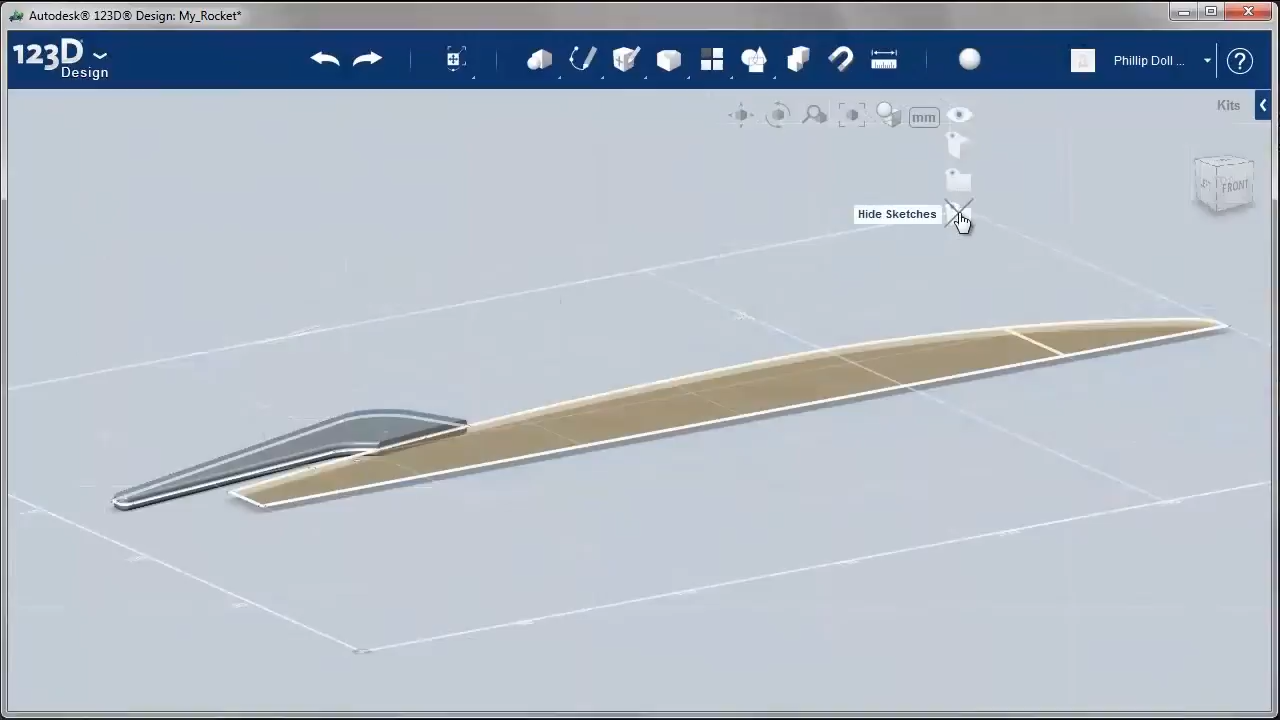 Autodesk® 123D® Design: My_Rocket*
123D
Design
Phillip Doll ...
?
Kits
mm
FRONT
Hide Sketches